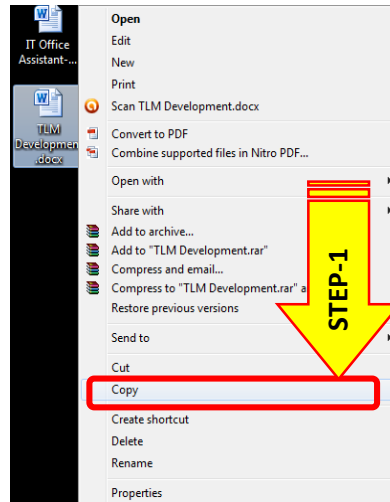 IT Office
Assistant-...
TLM
Developmen
.docx
Open
Edit
New
Print
Scan TLM Development.docx
Convert to PDF
Combine supported files in Nitro PDF...
Open with
Share with
Add to archive...
Add to "TLM Development.rar"
Compress and email...
Compress to "TLM Development.rar" a
Restore previous versions
Send to
Cut
Copy
Create shortcut
Delete
Rename
Properties
STEP-1